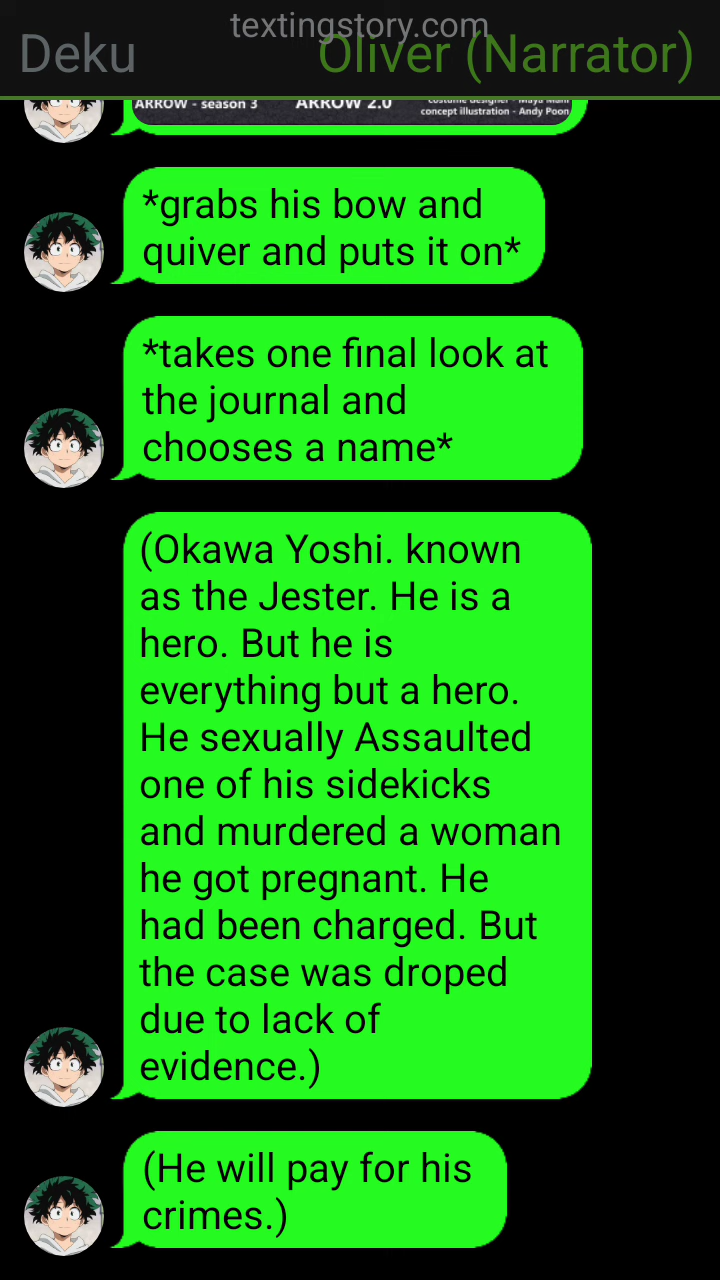 textingstory.com
Deku
Oliver (Narrator)
ARROW - season 3
ARROW 2.0
costume designer - Maya Mani
concept illustration - Andy Poon
*grabs his bow and
quiver and puts it on*
*takes one final look at
the journal and
chooses a name*
(Okawa Yoshi. known
as the Jester. He is a
hero. But he is
everything but a hero.
He sexually Assaulted
one of his sidekicks
and murdered a woman
he got pregnant. He
had been charged. But
the case was droped
due to lack of
evidence.)
(He will pay for his
crimes.)